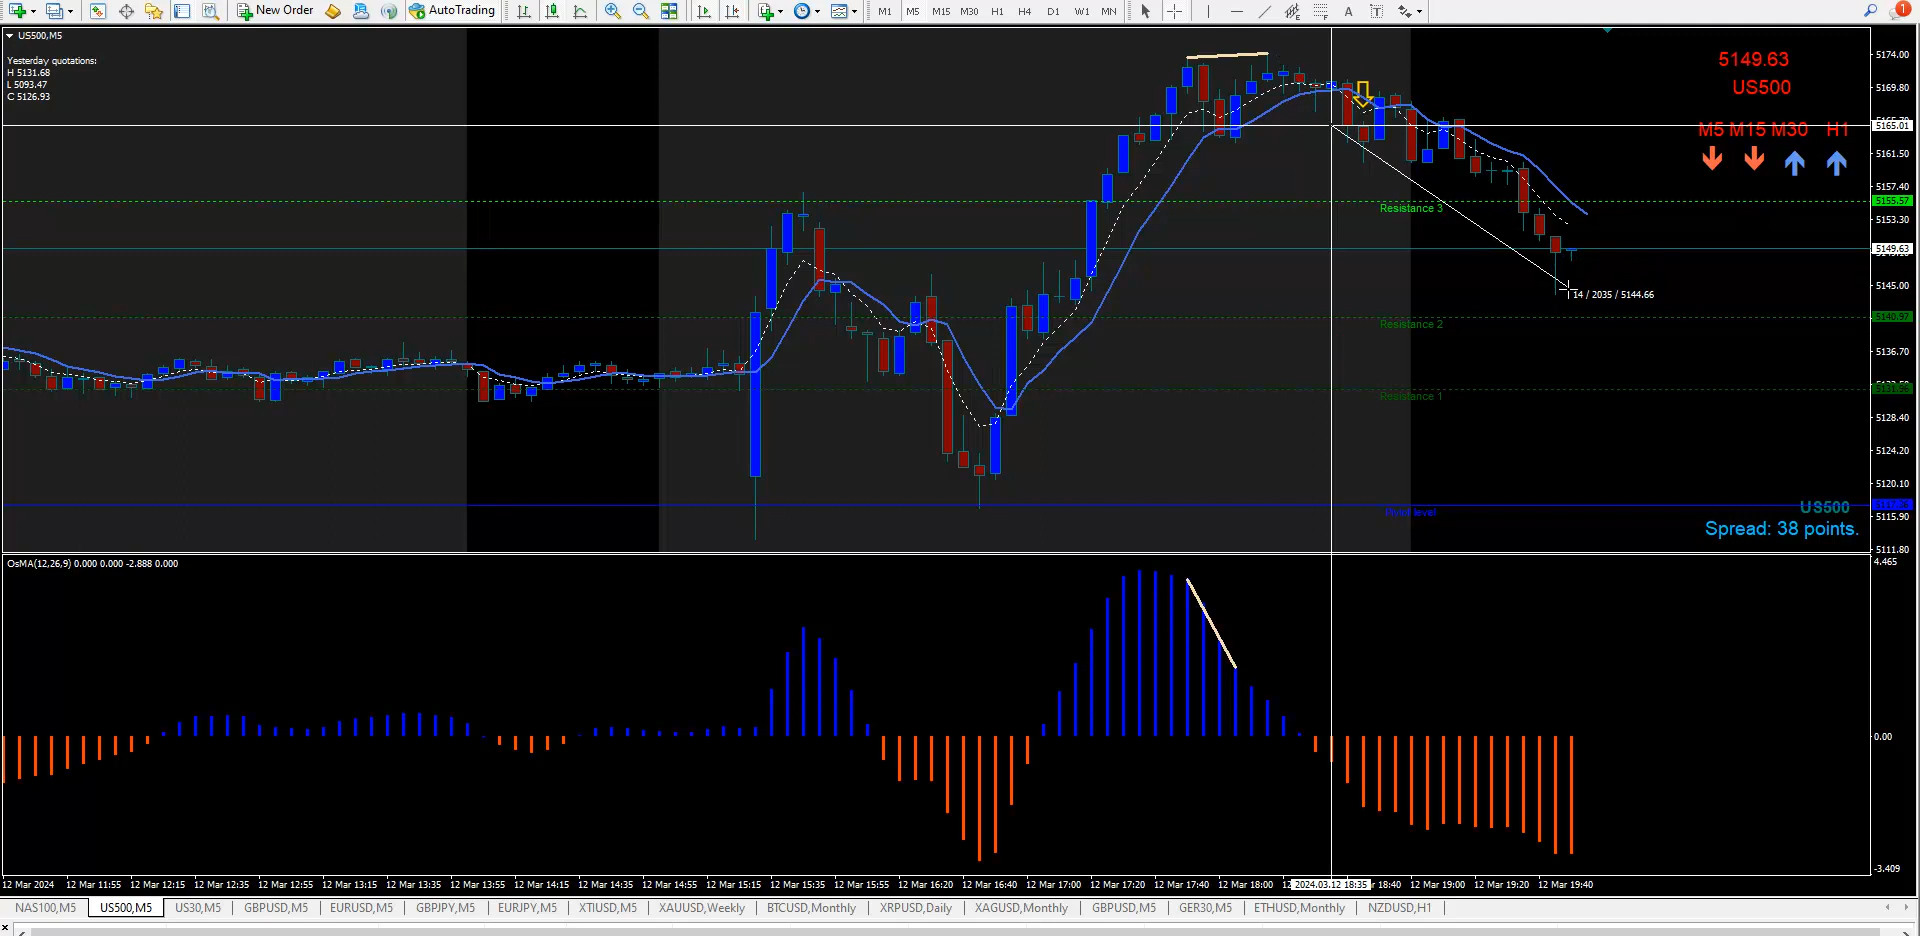 New Order AutoTrading M1 M5 M15 M30 H1 H4 D1 W1 MN A T 1
US500,M5
Yesterday quotations:
H 5131.68
L 5093.47
C 5126.93
5149.63
US500
M5 M15 M30 H1
Resistance 3
14 / 2035 / 5144.66
Resistance 2
Resistance 1
Pivot level
US500
Spread: 38 points.
5174.00
5169.80
5165.01
5161.50
5157.40
5155.57
5153.30
5149.63
5145.00
5140.97
5136.70
5128.40
5124.20
5120.10
5115.90
5111.80
OsMA(12,26,9) 0.000 0.000 -2.888 0.000
4.465
0.00
-3.409
12 Mar 2024 12 Mar 11:55 12 Mar 12:15 12 Mar 12:35 12 Mar 12:55 12 Mar 13:15 12 Mar 13:35 12 Mar 13:55 12 Mar 14:15 12 Mar 14:35 12 Mar 14:55 12 Mar 15:15 12 Mar 15:35 12 Mar 15:55 12 Mar 16:20 12 Mar 16:40 12 Mar 17:00 12 Mar 17:20 12 Mar 17:40 12 Mar 18:00 2024.03.12 18:35 18:40 12 Mar 19:00 12 Mar 19:20 12 Mar 19:40
NAS100,M5 US500,M5 US30,M5 GBPUSD,M5 EURUSD,M5 GBPJPY,M5 EURJPY,M5 XTIUSD,M5 XAUUSD,Weekly BTCUSD,Monthly XRPUSD,Daily XAGUSD,Monthly GBPUSD,M5 GER30,M5 ETHUSD,Monthly NZDUSD,H1